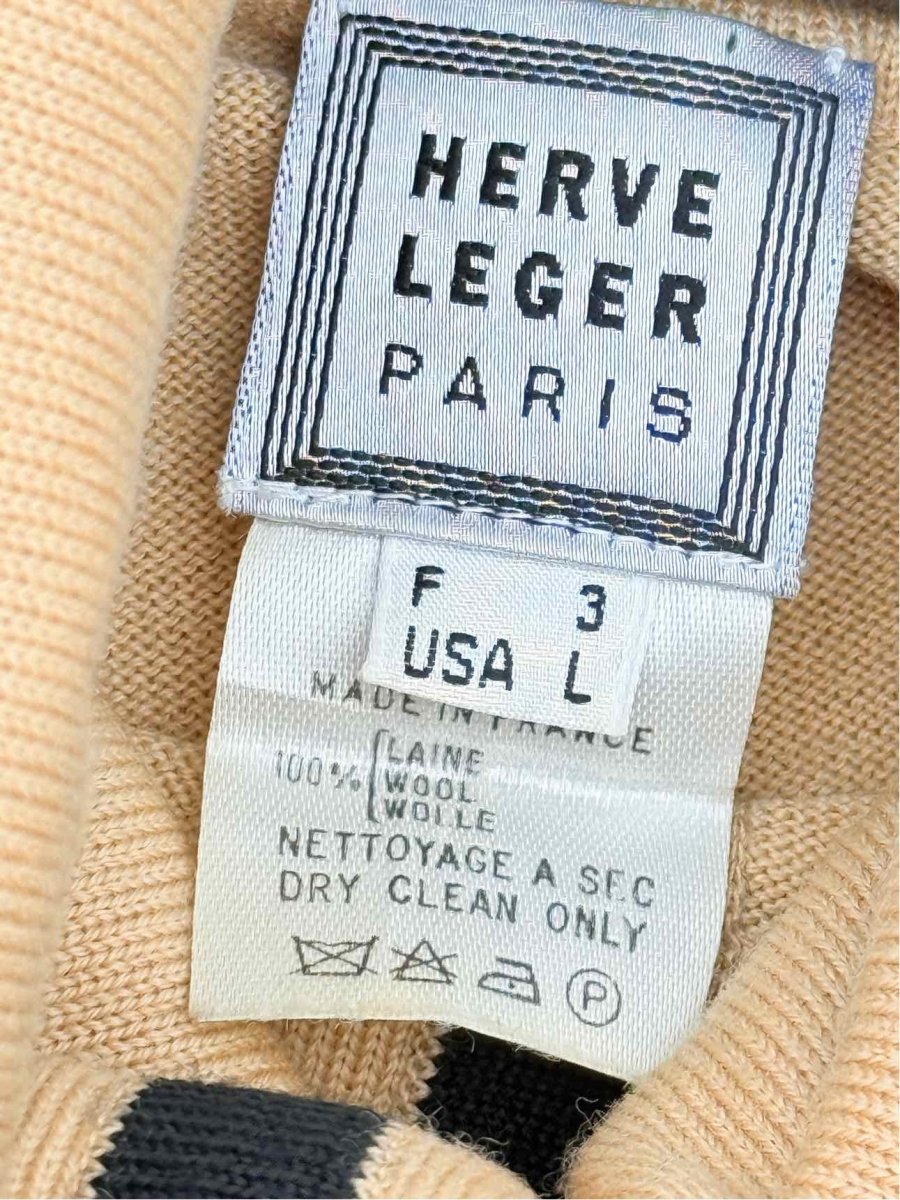 HERVE
LEGER
PARIS
F 3
USA L
MADE IN FRANCE
100% LAINE
WOOL
WOLLE
NETTOYAGE A SEC
DRY CLEAN ONLY
P